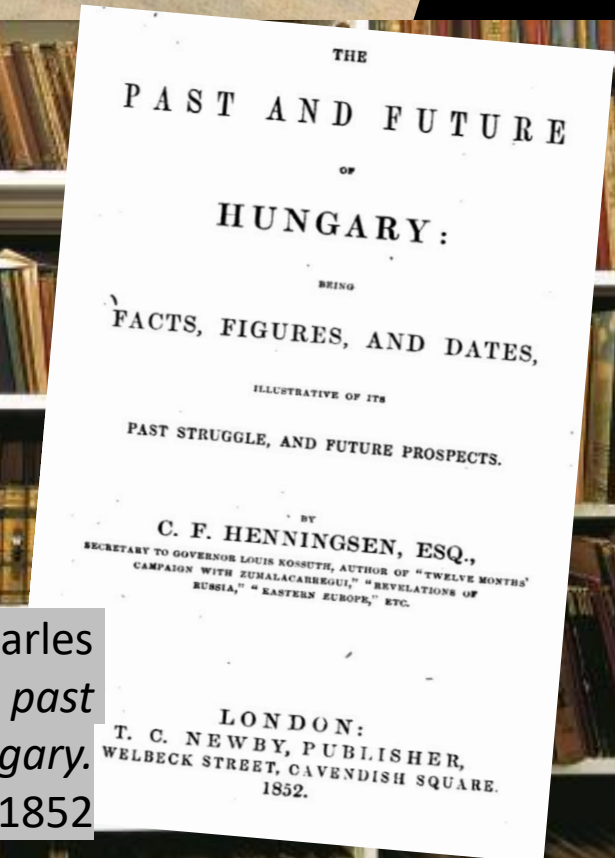 THE
PAST AND FUTURE
OF
HUNGARY:
BEING
FACTS, FIGURES, AND DATES,
ILLUSTRATIVE OF ITS
PAST STRUGGLE, AND FUTURE PROSPECTS.
BY
C. F. HENNINGSEN, ESQ.,
SECRETARY TO GOVERNOR LOUIS KOSSUTH, AUTHOR OF "TWELVE MONTHS'
CAMPAIGN WITH ZUMALACARREGUI," "REVELATIONS OF
RUSSIA," "EASTERN EUROPE," ETC.
LONDON:
T. C. NEWBY, PUBLISHER,
WELBECK STREET, CAVENDISH SQUARE.
1852.
arles
past
gary.
1852